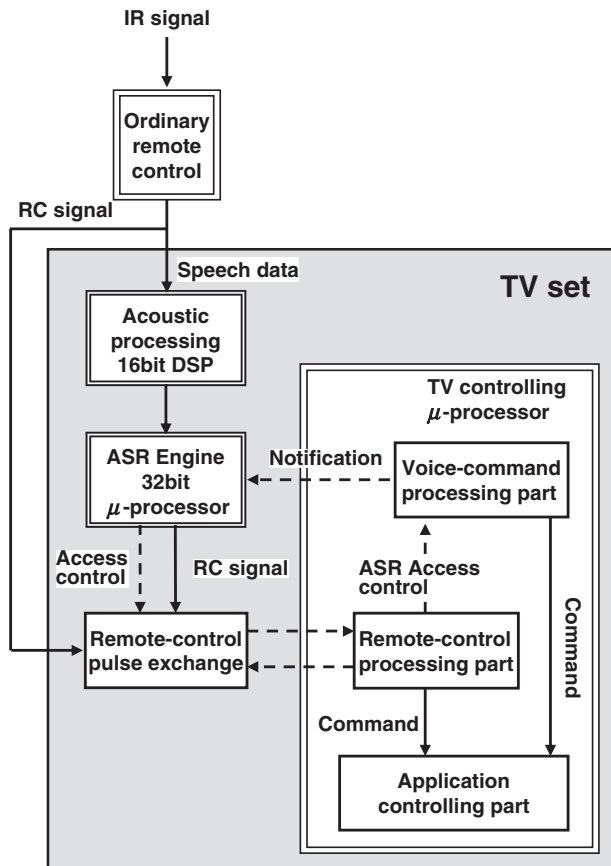 IR signal
Ordinary
remote
control
RC signal
Speech data
TV set
Acoustic
processing
16bit DSP
TV controlling
μ-processor
ASR Engine
32bit
μ-processor
Notification
Voice-command
processing part
Access
control
RC signal
ASR Access
control
Command
Remote-control
pulse exchange
Remote-control
processing part
Command
Application
controlling part